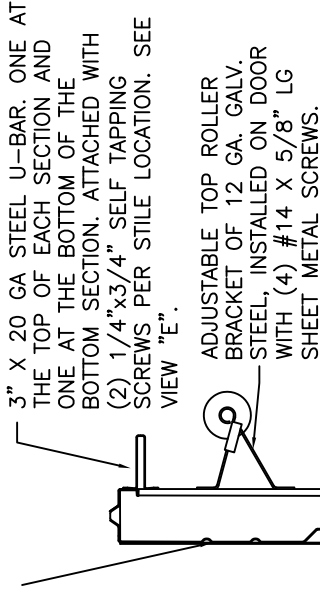 3" X 20 GA STEEL U-BAR. ONE AT
THE TOP OF EACH SECTION AND
ONE AT THE BOTTOM OF THE
BOTTOM SECTION. ATTACHED WITH
(2) 1/4"x3/4" SELF TAPPING
SCREWS PER STILE LOCATION. SEE
VIEW "E".
ADJUSTABLE TOP ROLLER
BRACKET OF 12 GA. GALV.
STEEL, INSTALLED ON DOOR
WITH (4) #14 X 5/8" LG
SHEET METAL SCREWS.